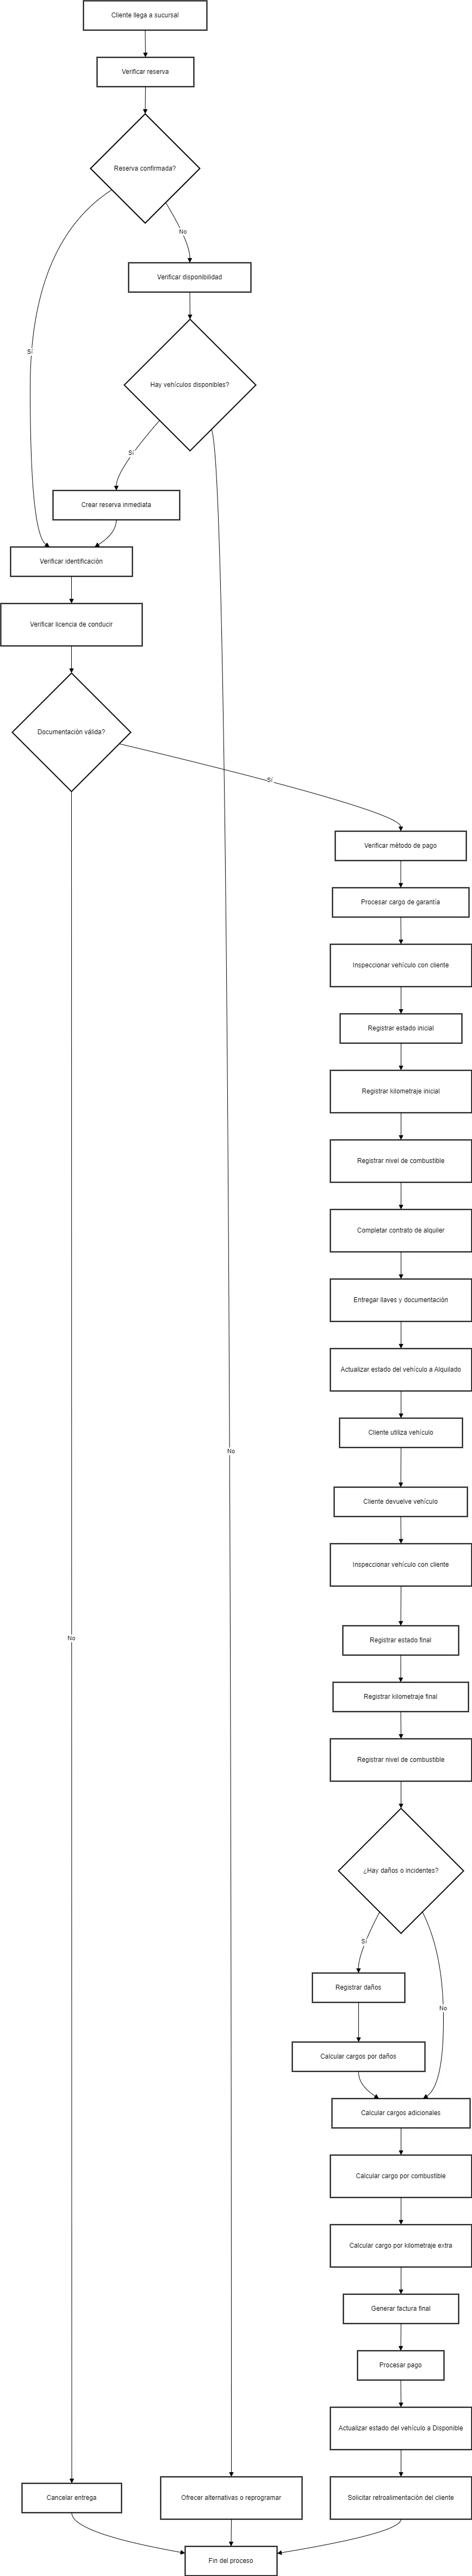 Cliente llega a sucursal
Verificar reserva
Reserva confirmada?
No
Verificar disponibilidad
Sí
Hay vehículos disponibles?
Sí
Crear reserva inmediata
Verificar identificación
Verificar licencia de conducir
Documentación válida?
Sí
Verificar método de pago
Procesar cargo de garantía
Inspeccionar vehículo con cliente
Registrar estado inicial
Registrar kilometraje inicial
Registrar nivel de combustible
Completar contrato de alquiler
Entregar llaves y documentación
Actualizar estado del vehículo a Alquilado
Cliente utiliza vehículo
No
Cliente devuelve vehículo
Inspeccionar vehículo con cliente
No
Registrar estado final
Registrar kilometraje final
Registrar nivel de combustible
¿Hay daños o incidentes?
Sí
Registrar daños
No
Calcular cargos por daños
Calcular cargos adicionales
Calcular cargo por combustible
Calcular cargo por kilometraje extra
Generar factura final
Procesar pago
Actualizar estado del vehículo a Disponible
Cancelar entrega
Ofrecer alternativas o reprogramar
Solicitar retroalimentación del cliente
Fin del proceso